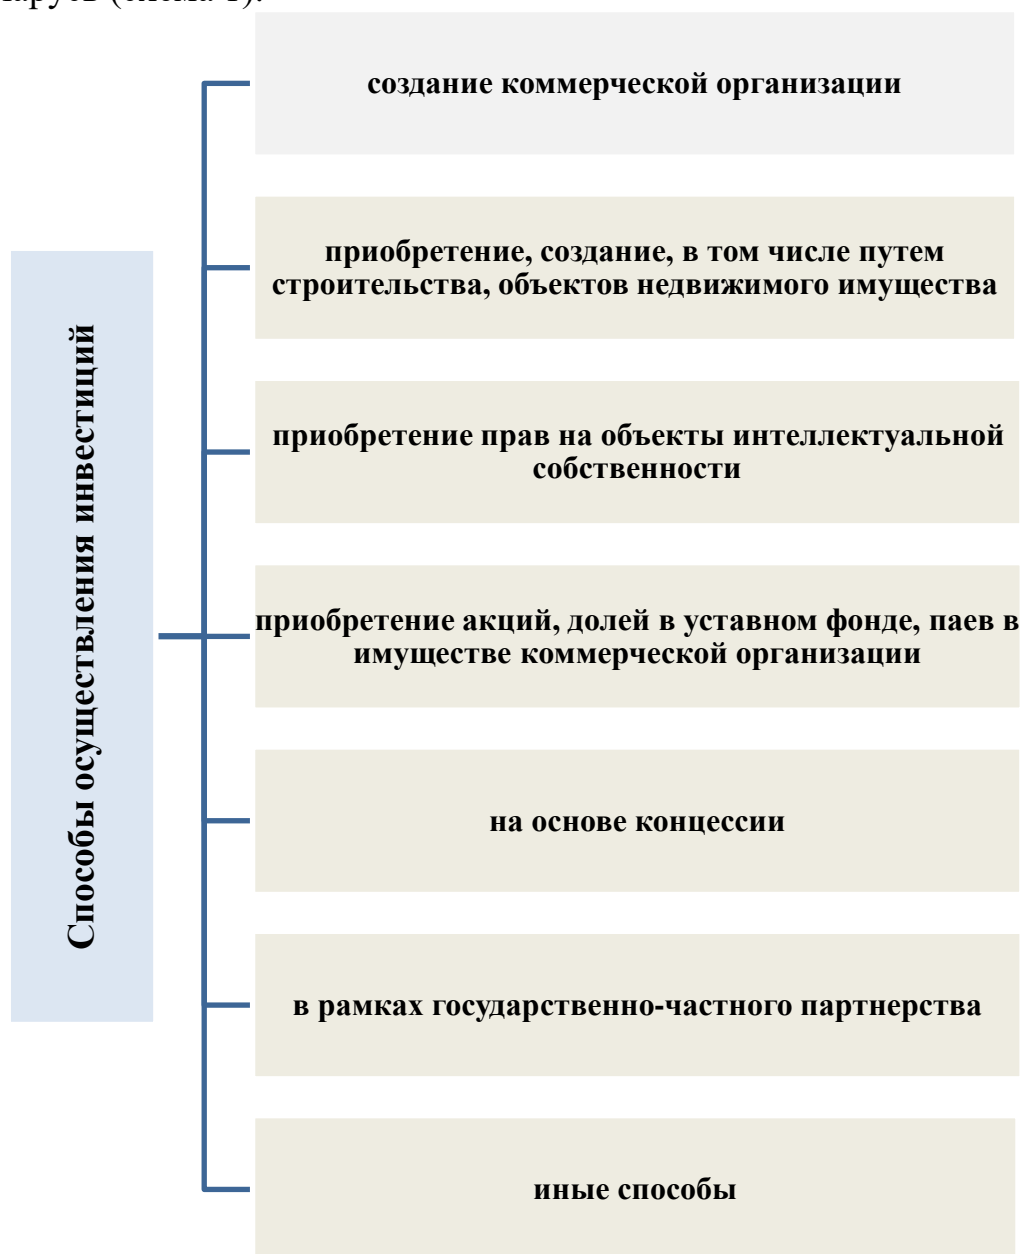 создание коммерческой организации
приобретение, создание, в том числе путем
строительства, объектов недвижимого имущества
приобретение прав на объекты интеллектуальной
собственности
Способы осуществления инвестиций
приобретение акций, долей в уставном фонде, паев в
имуществе коммерческой организации
на основе концессии
в рамках государственно-частного партнерства
иные способы